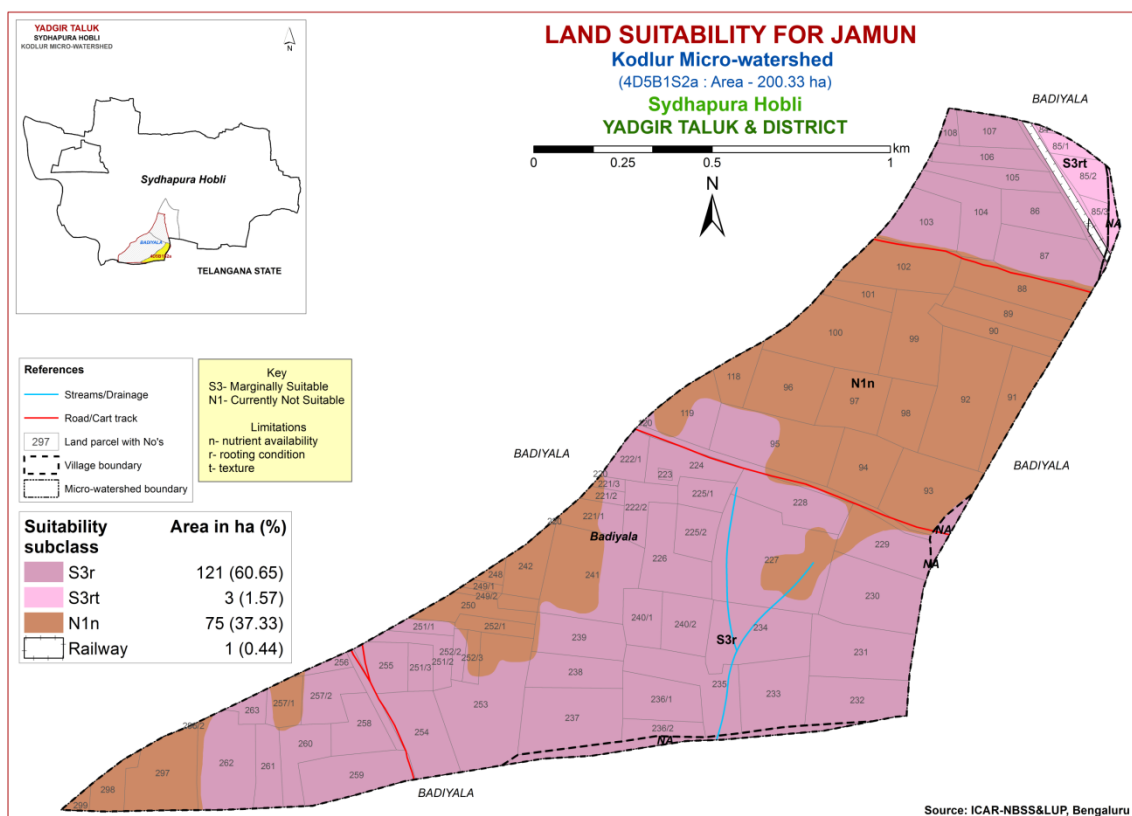 YADGIR TALUK
SYDHAPURA HOBLI
KODLUR MICRO-WATERSHED
N
Sydhapura Hobli
BADIYALA
4D5B1S2a
TELANGANA STATE
LAND SUITABILITY FOR JAMUN
Kodlur Micro-watershed
(4D5B1S2a : Area - 200.33 ha)
Sydhapura Hobli
YADGIR TALUK & DISTRICT
km
0 0.25 0.5 1
N
References
Streams/Drainage
Road/Cart track
297 Land parcel with No's
Village boundary
Micro-watershed boundary
Key
S3- Marginally Suitable
N1- Currently Not Suitable
Limitations
n- nutrient availability
r- rooting condition
t- texture
Suitability subclass Area in ha (%)
S3r 121 (60.65)
S3rt 3 (1.57)
N1n 75 (37.33)
Railway 1 (0.44)
BADIYALA
108 107
85/1
106 S3rt
105 85/2
104 86 85/3
103 NA
87
102
88
101
89
100 99 90
118
96 N1n 92 91
97 98
119
120
95
BADIYALA
BADIYALA
94
93
222/1 224
223
221/3
221/2 225/1
222/2 228
221/1
NA
Badiyala 225/2
229
226 227
NA
242
248 241
249/1
249/2
250
230
251/1 252/1 240/1 240/2
S3r 234
239
252/2
251/2 252/3
231
256 255 251/3
238
235
253 236/1 233 232
263 257/1 257/2
258
237
254
236/2
NA
260
262 261
297 259
298
299
BADIYALA
Source: ICAR-NBSS&LUP, Bengaluru